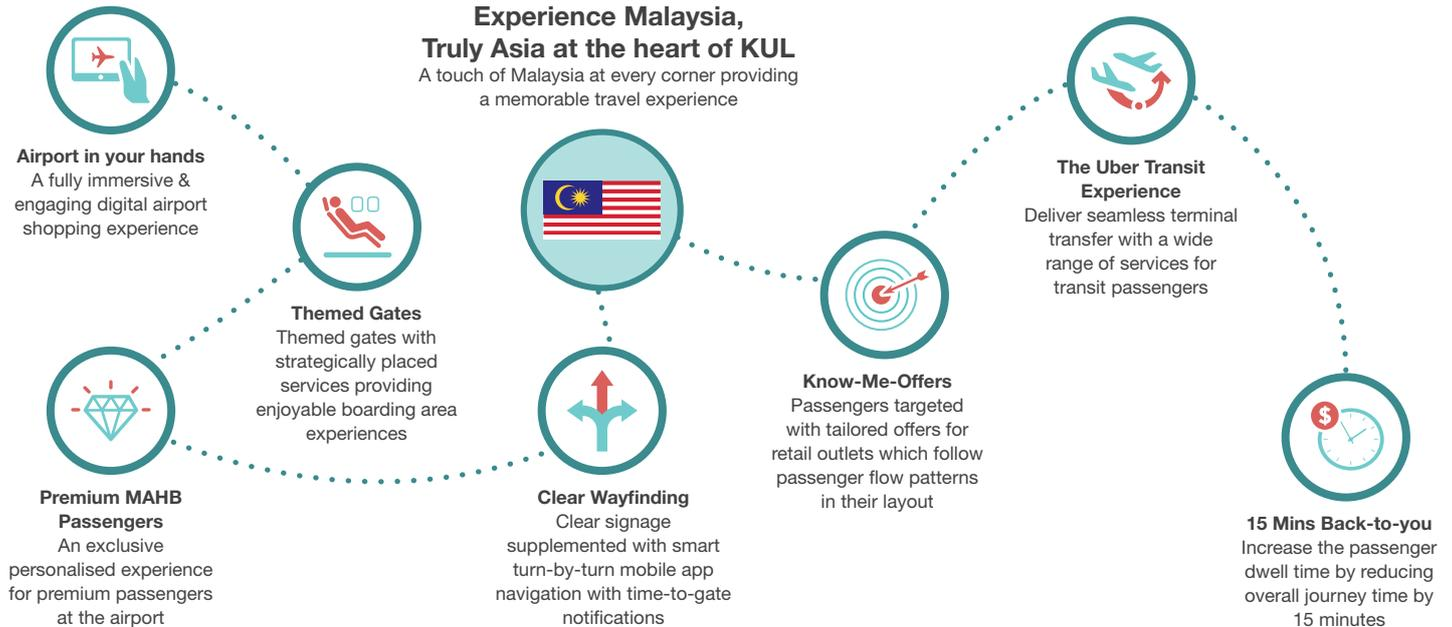 Experience Malaysia,
Truly Asia at the heart of KUL
A touch of Malaysia at every corner providing
a memorable travel experience
Airport in your hands
A fully immersive &
engaging digital airport
shopping experience
Themed Gates
Themed gates with
strategically placed
services providing
enjoyable boarding area
experiences
Premium MAHB
Passengers
An exclusive
personalised experience
for premium passengers
at the airport
Clear Wayfinding
Clear signage
supplemented with smart
turn-by-turn mobile app
navigation with time-to-gate
notifications
Know-Me-Offers
Passengers targeted
with tailored offers for
retail outlets which follow
passenger flow patterns
in their layout
The Uber Transit
Experience
Deliver seamless terminal
transfer with a wide
range of services for
transit passengers
$
15 Mins Back-to-you
Increase the passenger
dwell time by reducing
overall journey time by
15 minutes